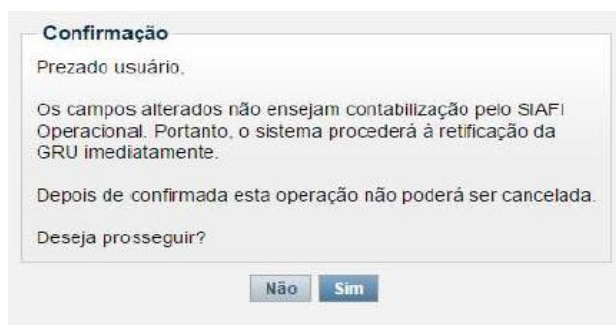 Confirmação
Prezado usuário,
Os campos alterados não ensejam contabilização pelo SIAFI
Operacional. Portanto, o sistema procederá à retificação da
GRU imediatamente.
Depois de confirmada esta operação não poderá ser cancelada.
Deseja prosseguir?
Não Sim